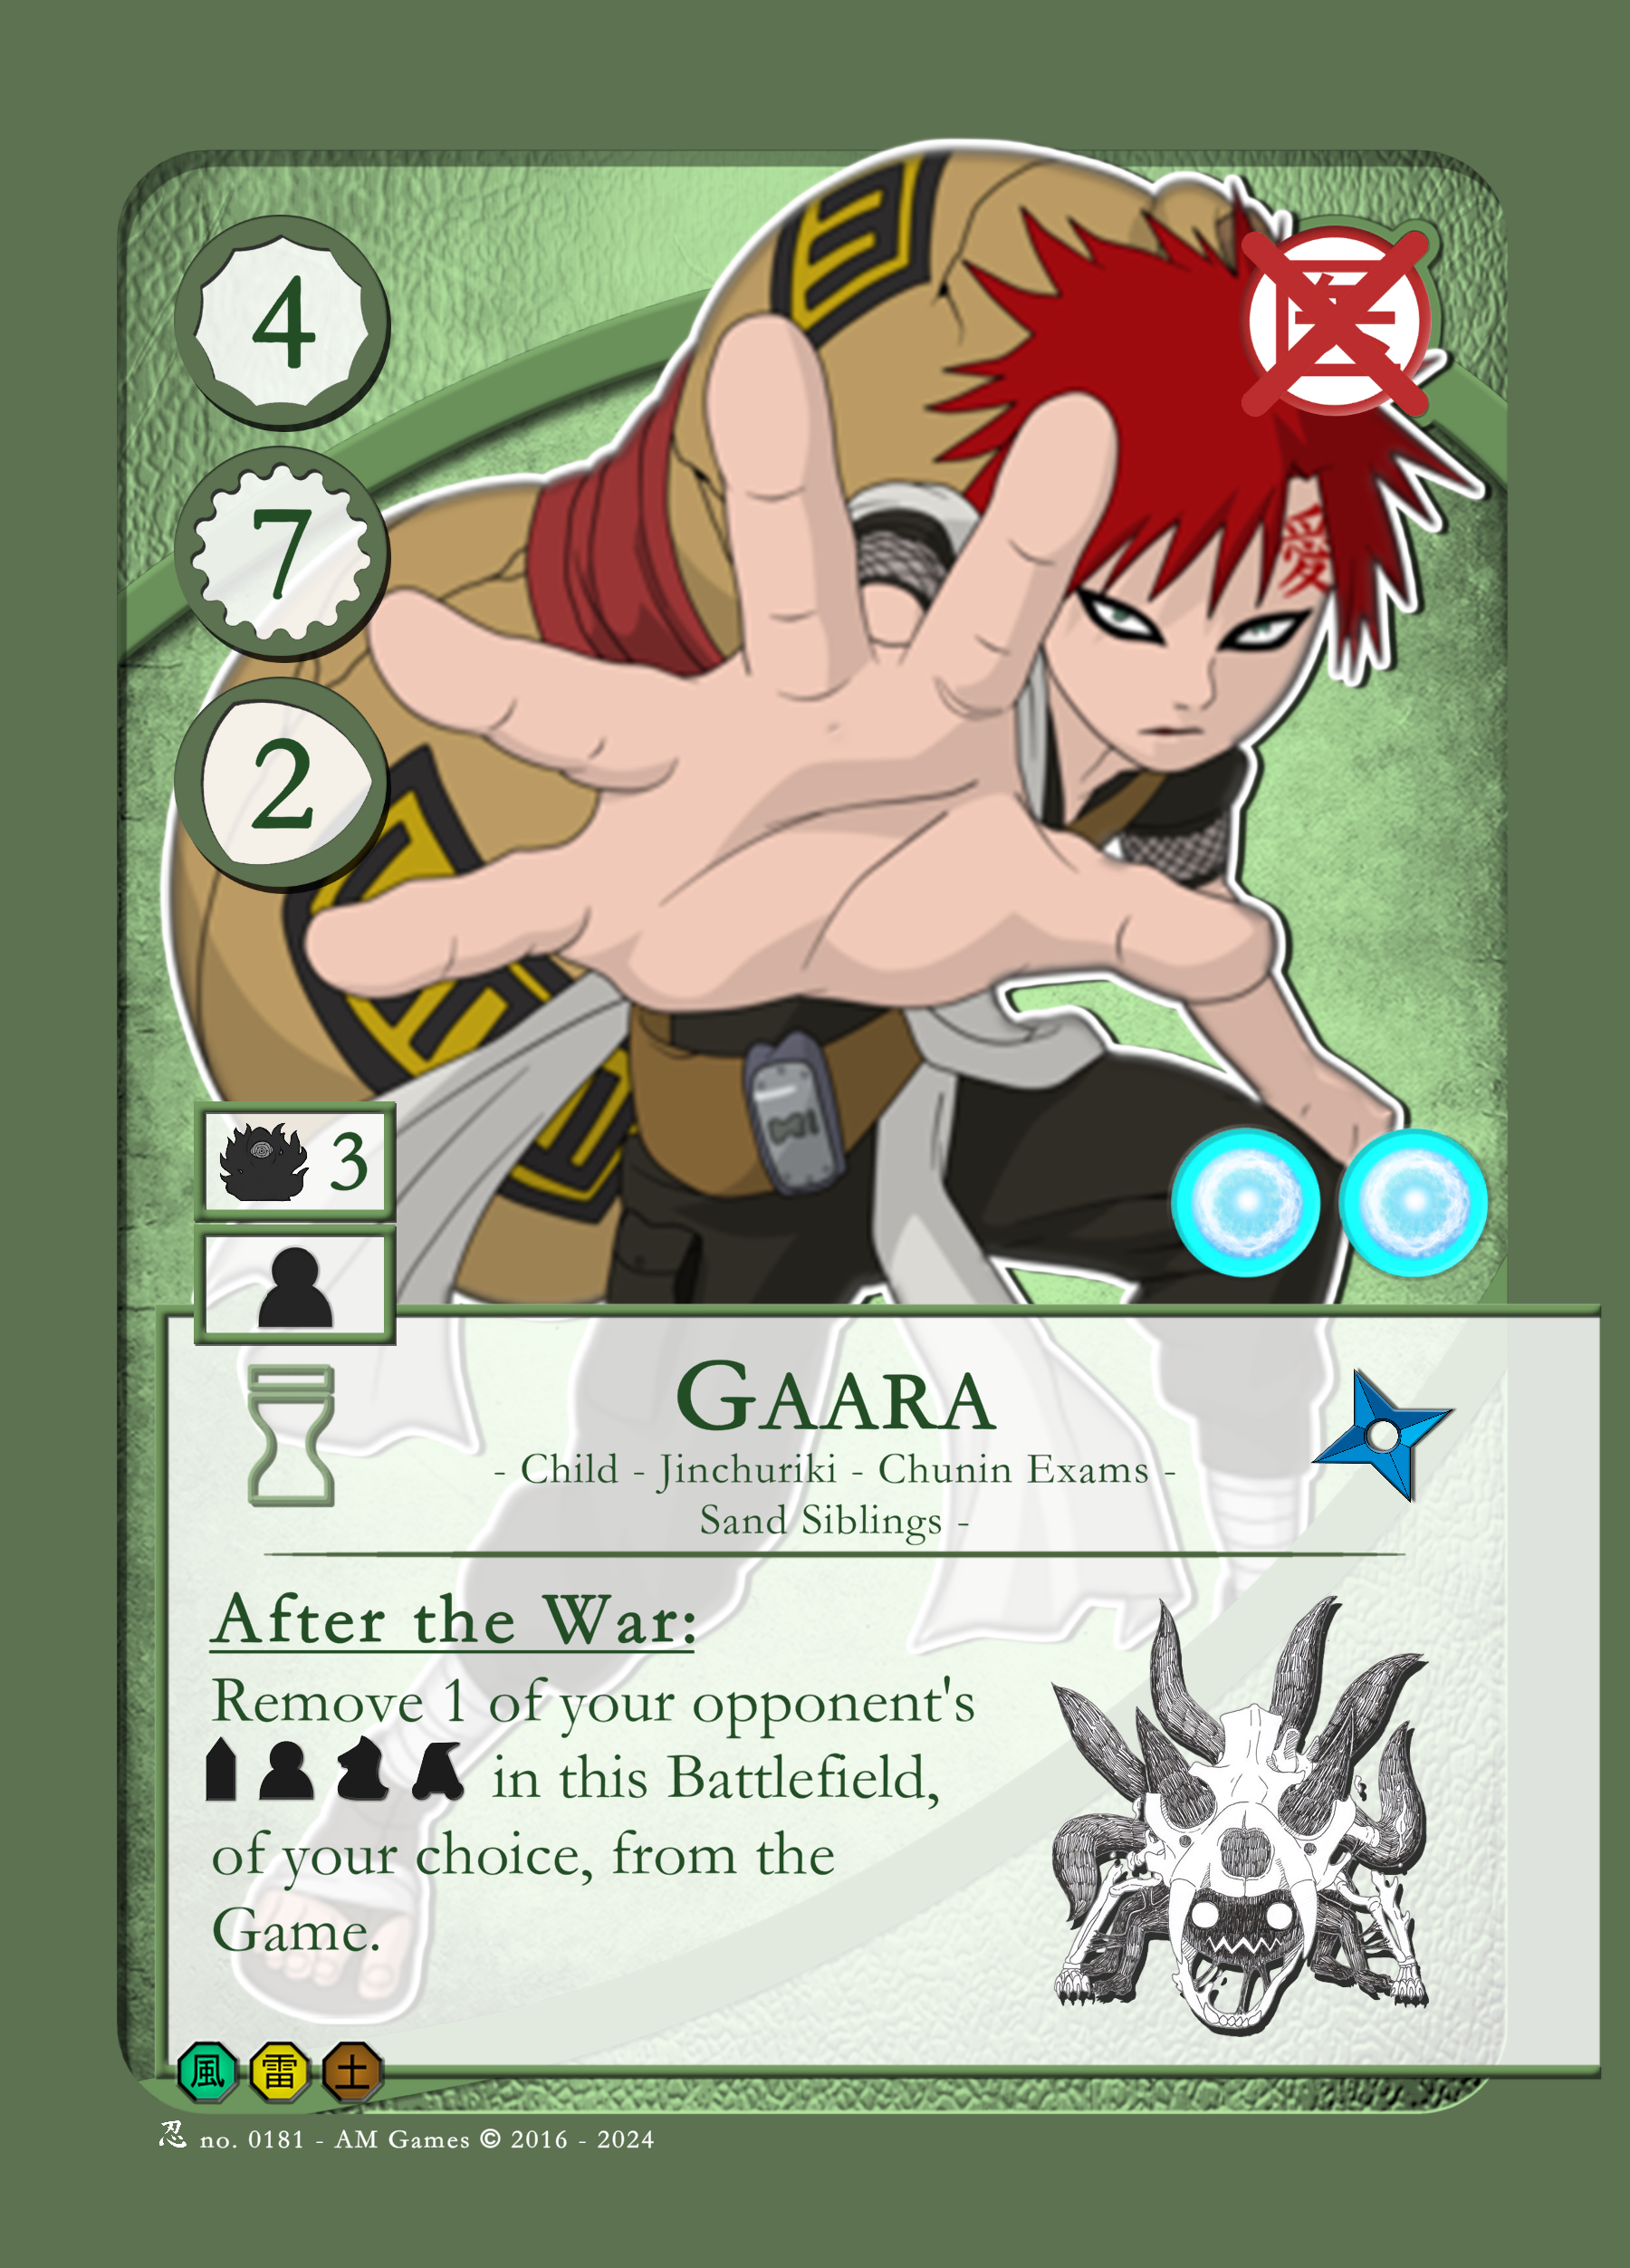 4
医
7
愛
2
3
Gaara
- Child - Jinchuriki - Chunin Exams -
Sand Siblings -
After the War:
Remove 1 of your opponent's
in this Battlefield,
of your choice, from the
Game.
風 雷 土
忍 no. 0181 - AM Games © 2016 - 2024